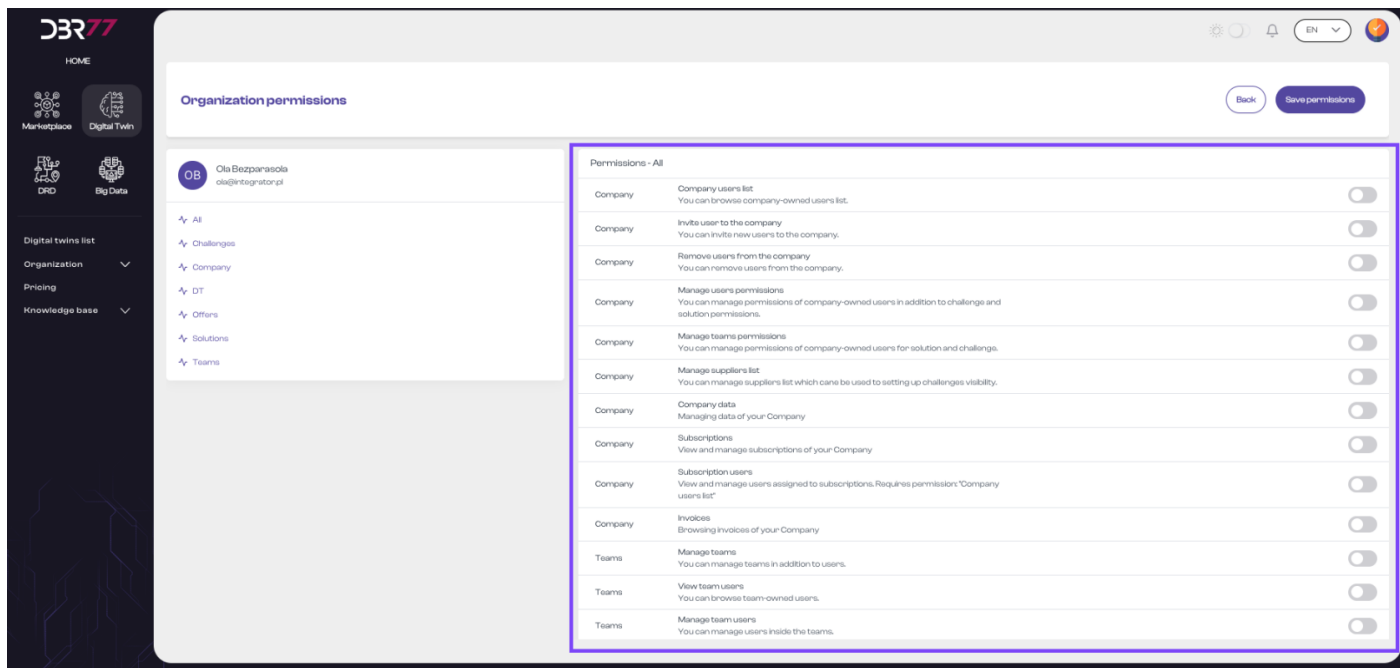 DBR77
HOME
Marketplace
Digital Twin
DRD
Big Data
Digital twins list
Organization
Pricing
Knowledge base
EN
Organization permissions
Back
Save permissions
OB
Ola Bezparasola
ola@integrator.pl
All
Challenges
Company
DT
Offers
Solutions
Teams
Permissions - All
Company
Company users list
You can browse company-owned users list.
Company
Invite user to the company
You can invite new users to the company.
Company
Remove users from the company
You can remove users from the company.
Company
Manage users permissions
You can manage permissions of company-owned users in addition to challenge and
solution permissions.
Company
Manage teams permissions
You can manage permissions of company-owned users for solution and challenge.
Company
Manage suppliers list
You can manage suppliers list which cane be used to setting up challenges visibility.
Company
Company data
Managing data of your Company
Company
Subscriptions
View and manage subscriptions of your Company
Company
Subscription users
View and manage users assigned to subscriptions. Requires permission: "Company
users list"
Company
Invoices
Browsing invoices of your Company
Teams
Manage teams
You can manage teams in addition to users.
Teams
View team users
You can browse team-owned users.
Teams
Manage team users
You can manage users inside the teams.